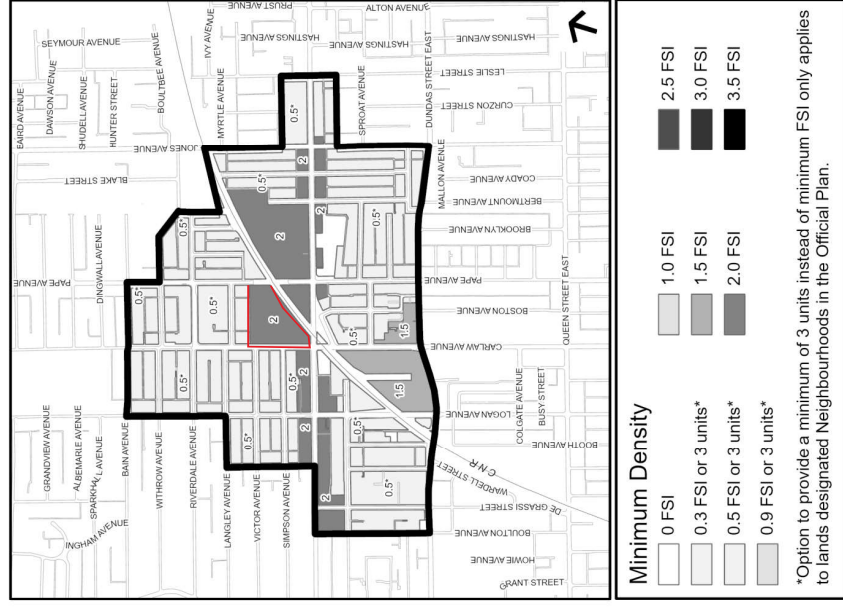 PRUST AVENUE
ALTON AVENUE
SEYMOUR AVENUE
IVY AVENUE
HASTINGS AVENUE
HASTINGS AVENUE
HASTINGS AVENUE
BAIRD AVENUE
DAWSON AVENUE
SHUDELL AVENUE
HUNTER STREET
BOULTBEE AVENUE
LESLIE STREET
MYRTLE AVENUE
SPROAT AVENUE
DUNDAS STREET EAST
CURZON STREET
JONES AVENUE
BLAKE STREET
0.5*
2
MALLON AVENUE
COADY AVENUE
BERTMOUNT AVENUE
BROOKLYN AVENUE
0.5*
0.5*
0.5*
2
2
DINGWALL AVENUE
PAPE AVENUE
PAPE AVENUE
0.5*
0.5*
2
0.5*
1.5
BOSTON AVENUE
QUEEN STREET EAST
CARLAW AVENUE
0.5*
0.5*
1.5
LOGAN AVENUE
COLGATE AVENUE
BUSY STREET
BOOTH AVENUE
GRANDVIEW AVENUE
ALBEMARLE AVENUE
SPARKHALL AVENUE
BAIN AVENUE
WITHROW AVENUE
RIVERDALE AVENUE
LANGLEY AVENUE
VICTOR AVENUE
SIMPSON AVENUE
0.5*
2
2
0.5*
C N R
WARDELL STREET
DE GRASSI STREET
INGHAM AVENUE
BOULTON AVENUE
HOWIE AVENUE
GRANT STREET
Minimum Density
0 FSI
0.3 FSI or 3 units*
0.5 FSI or 3 units*
0.9 FSI or 3 units*
1.0 FSI
1.5 FSI
2.0 FSI
2.5 FSI
3.0 FSI
3.5 FSI
*Option to provide a minimum of 3 units instead of minimum FSI only applies
to lands designated Neighbourhoods in the Official Plan.